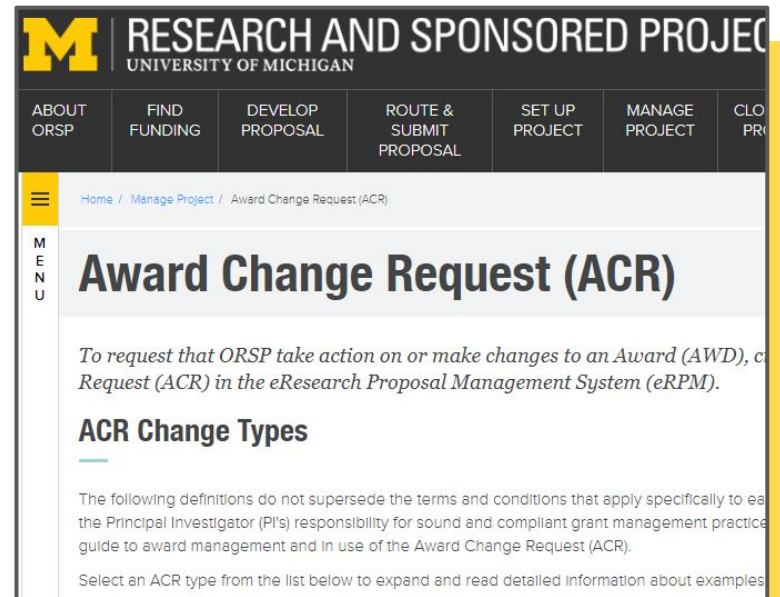 M RESEARCH AND SPONSORED
UNIVERSITY OF MICHIGAN
ABOUT ORSP
FIND FUNDING
DEVELOP PROPOSAL
ROUTE & SUBMIT PROPOSAL
SET UP PROJECT
MANAGE PROJECT
Home / Manage Project / Award Change Request (ACR)
MENU
Award Change Request (ACR)
To request that ORSP take action on or make changes to an Award (AWD),
Request (ACR) in the eResearch Proposal Management System (eRPM).
ACR Change Types
The following definitions do not supersede the terms and conditions that apply specifically to
the Principal Investigator (PI's) responsibility for sound and compliant grant management practice
guide to award management and in use of the Award Change Request (ACR).
Select an ACR type from the list below to expand and read detailed information about examples